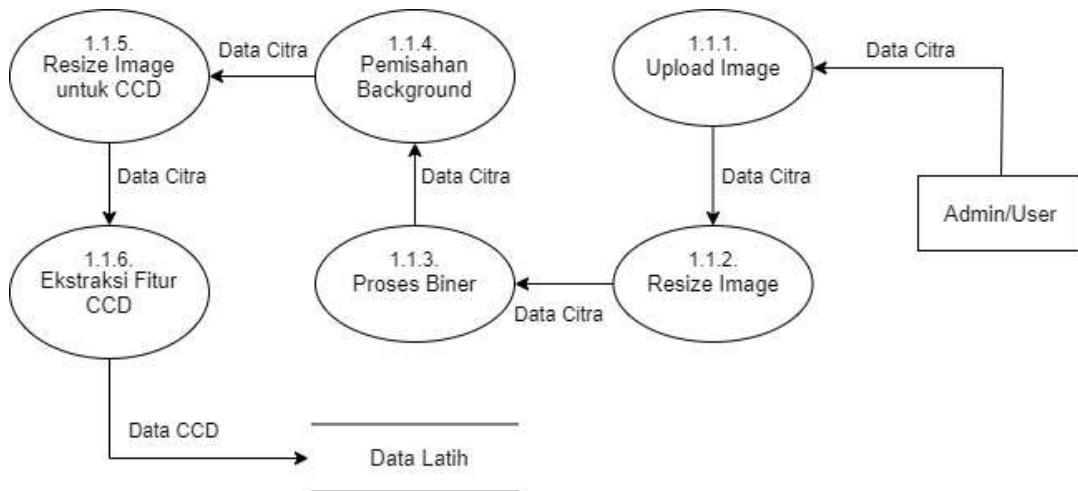 1.1.5.
Resize Image
untuk CCD
Data Citra
1.1.4.
Pemisahan
Background
1.1.1.
Upload Image
Data Citra
Data Citra
Data Citra
Data Citra
Admin/User
1.1.6.
Ekstraksi Fitur
CCD
1.1.3.
Proses Biner
Data Citra
1.1.2.
Resize Image
Data CCD
Data Latih